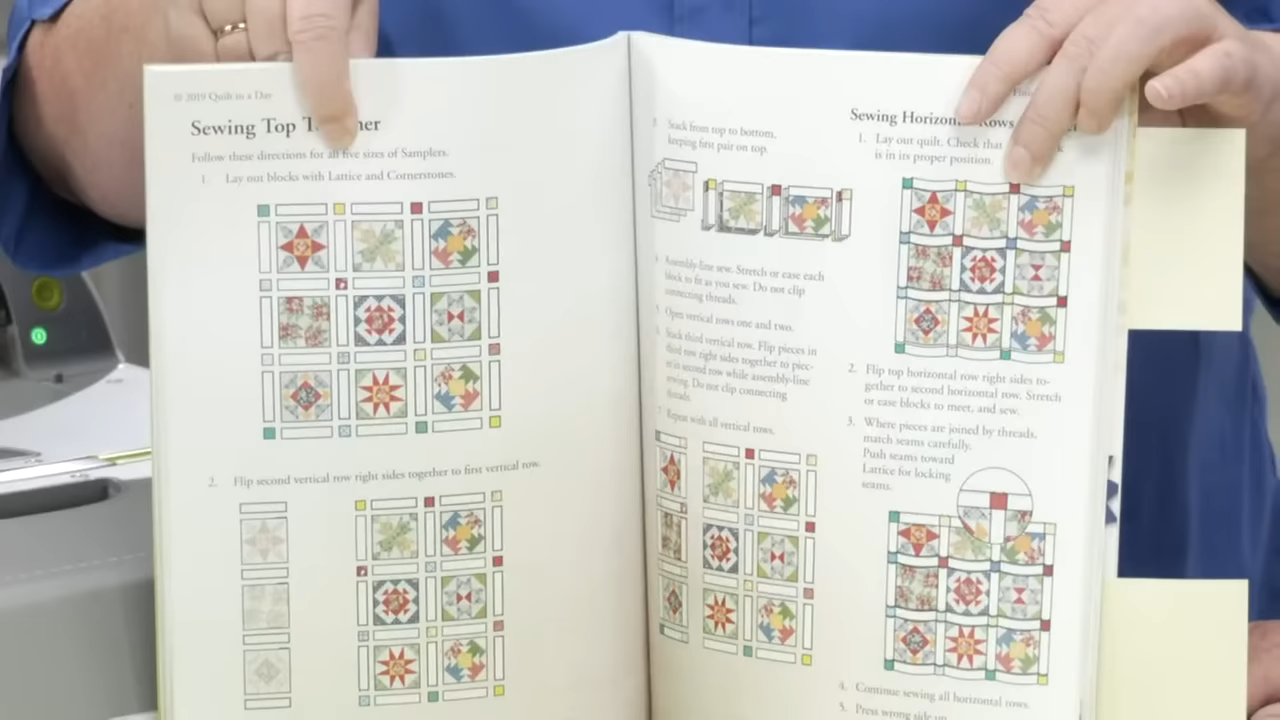 © 2019 Quilt in a Day
Sewing Top
Follow these directions for all five sizes of Samplers.
1. Lay out blocks with Lattice and Cornerstones.
2. Flip second vertical row right sides together to first vertical row.
Stack from top to bottom,
keeping first pair on top.
Assembly-line sew. Stretch or ease each
block to fit as you sew. Do not clip
connecting threads.
Open vertical rows one and two.
Stack third vertical row. Flip pieces in
third row right sides together to piec-
es in second row while assembly-line
sewing. Do not clip connecting
threads.
Repeat with all vertical rows.
Sewing Rows
1. Lay out quilt. Check that
is in its proper position.
2. Flip top horizontal row right sides to-
gether to second horizontal row. Stretch
or ease blocks to meet, and sew.
3. Where pieces are joined by threads,
match seams carefully.
Push seams toward
Lattice for locking
seams.
4. Continue sewing all horizontal rows.
5. Press wrong side